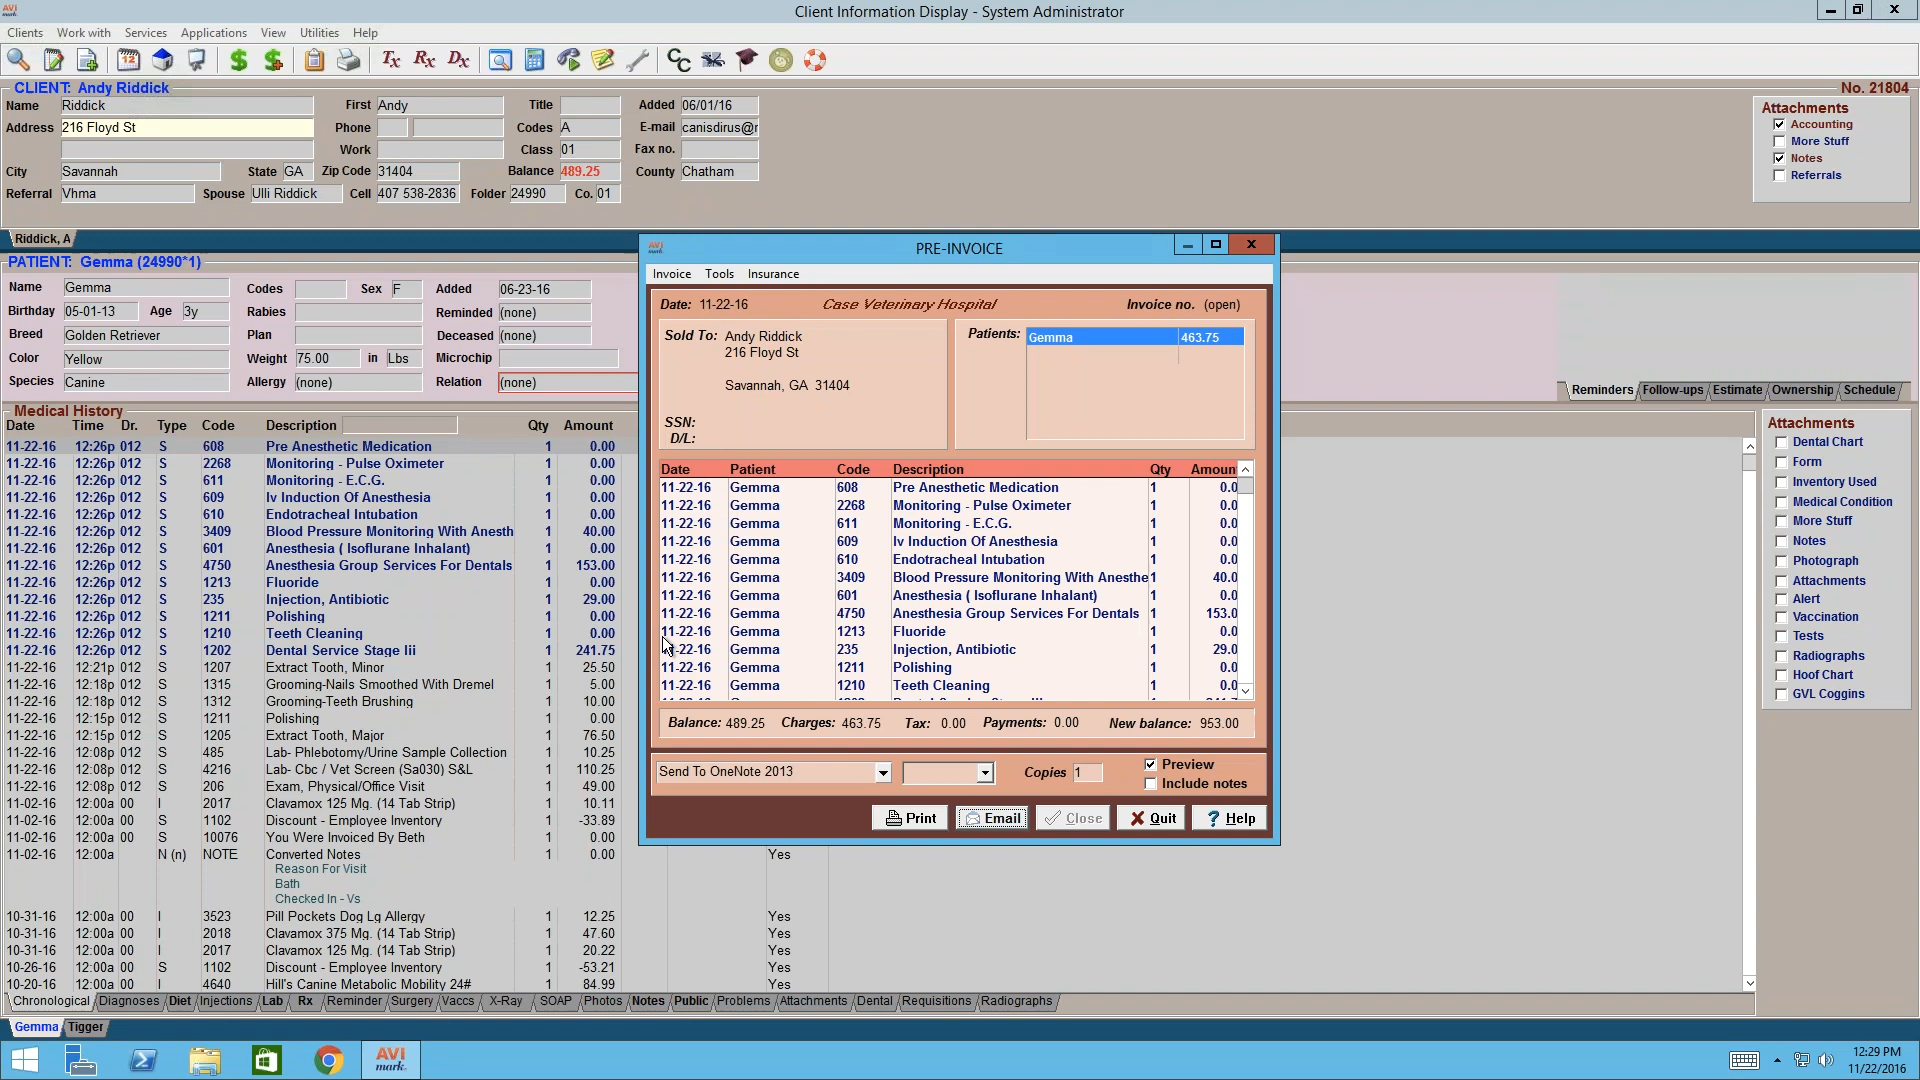 AVI mark
Client Information Display - System Administrator
Clients Work with Services Applications View Utilities Help
12 $ $ Tx Rx Dx CC
CLIENT: Andy Riddick No. 21804
Name Riddick First Andy Title Added 06/01/16
Address 216 Floyd St Phone Codes A E-mail canisdirus@r
Work Class 01 Fax no.
City Savannah State GA Zip Code 31404 Balance 489.25 County Chatham
Referral Vhma Spouse Ulli Riddick Cell 407 538-2836 Folder 24990 Co. 01
Attachments
Accounting
More Stuff
Notes
Referrals
Riddick, A
PATIENT: Gemma (24990*1)
Name Gemma Codes Sex F Added 06-23-16
Birthday 05-01-13 Age 3y Rabies Reminded (none)
Breed Golden Retriever Plan Deceased (none)
Color Yellow Weight 75.00 in Lbs Microchip
Species Canine Allergy (none) Relation (none)
Reminders Follow-ups Estimate Ownership Schedule
Medical History
Date Time Dr. Type Code Description Qty Amount
11-22-16 12:26p 012 S 608 Pre Anesthetic Medication 1 0.00
11-22-16 12:26p 012 S 2268 Monitoring - Pulse Oximeter 1 0.00
11-22-16 12:26p 012 S 611 Monitoring - E.C.G. 1 0.00
11-22-16 12:26p 012 S 609 Iv Induction Of Anesthesia 1 0.00
11-22-16 12:26p 012 S 610 Endotracheal Intubation 1 0.00
11-22-16 12:26p 012 S 3409 Blood Pressure Monitoring With Anesth 1 40.00
11-22-16 12:26p 012 S 601 Anesthesia ( Isoflurane Inhalant) 1 0.00
11-22-16 12:26p 012 S 4750 Anesthesia Group Services For Dentals 1 153.00
11-22-16 12:26p 012 S 1213 Fluoride 1 0.00
11-22-16 12:26p 012 S 235 Injection, Antibiotic 1 29.00
11-22-16 12:26p 012 S 1211 Polishing 1 0.00
11-22-16 12:26p 012 S 1210 Teeth Cleaning 1 0.00
11-22-16 12:26p 012 S 1202 Dental Service Stage Iii 1 241.75
11-22-16 12:21p 012 S 1207 Extract Tooth, Minor 1 25.50
11-22-16 12:18p 012 S 1315 Grooming-Nails Smoothed With Dremel 1 5.00
11-22-16 12:18p 012 S 1312 Grooming-Teeth Brushing 1 10.00
11-22-16 12:15p 012 S 1211 Polishing 1 0.00
11-22-16 12:15p 012 S 1205 Extract Tooth, Major 1 76.50
11-22-16 12:08p 012 S 485 Lab- Phlebotomy/Urine Sample Collection 1 10.25
11-22-16 12:08p 012 S 4216 Lab- Cbc / Vet Screen (Sa030) S&L 1 110.25
11-22-16 12:08p 012 S 206 Exam, Physical/Office Visit 1 49.00
11-02-16 12:00a 00 I 2017 Clavamox 125 Mg. (14 Tab Strip) 1 10.11
11-02-16 12:00a 00 S 1102 Discount - Employee Inventory 1 -33.89
11-02-16 12:00a 00 S 10076 You Were Invoiced By Beth 1 0.00
11-02-16 12:00a N (n) NOTE Converted Notes 1 0.00 Yes
Reason For Visit
Bath
Checked In - Vs
10-31-16 12:00a 00 I 3523 Pill Pockets Dog Lg Allergy 1 12.25 Yes
10-31-16 12:00a 00 I 2018 Clavamox 375 Mg. (14 Tab Strip) 1 47.60 Yes
10-31-16 12:00a 00 I 2017 Clavamox 125 Mg. (14 Tab Strip) 1 20.22 Yes
10-26-16 12:00a 00 S 1102 Discount - Employee Inventory 1 -53.21 Yes
10-20-16 12:00a 00 I 4640 Hill's Canine Metabolic Mobility 24# 1 84.99 Yes
Chronological Diagnoses Diet Injections Lab Rx Reminder Surgery Vaccs X-Ray SOAP Photos Notes Public Problems Attachments Dental Requisitions Radiographs
Gemma Tigger
AVI mark
PRE-INVOICE
Invoice Tools Insurance
Date: 11-22-16 Case Veterinary Hospital Invoice no. (open)
Sold To: Andy Riddick
216 Floyd St
Savannah, GA 31404
SSN:
D/L:
Patients: Gemma 463.75
Date Patient Code Description Qty Amoun
11-22-16 Gemma 608 Pre Anesthetic Medication 1 0.0
11-22-16 Gemma 2268 Monitoring - Pulse Oximeter 1 0.0
11-22-16 Gemma 611 Monitoring - E.C.G. 1 0.0
11-22-16 Gemma 609 Iv Induction Of Anesthesia 1 0.0
11-22-16 Gemma 610 Endotracheal Intubation 1 0.0
11-22-16 Gemma 3409 Blood Pressure Monitoring With Anesthe 1 40.0
11-22-16 Gemma 601 Anesthesia ( Isoflurane Inhalant) 1 0.0
11-22-16 Gemma 4750 Anesthesia Group Services For Dentals 1 153.0
11-22-16 Gemma 1213 Fluoride 1 0.0
-22-16 Gemma 235 Injection, Antibiotic 1 29.0
11-22-16 Gemma 1211 Polishing 1 0.0
11-22-16 Gemma 1210 Teeth Cleaning 1 0.0
Balance: 489.25 Charges: 463.75 Tax: 0.00 Payments: 0.00 New balance: 953.00
Send To OneNote 2013 Copies 1 Preview
Include notes
Print Email Close Quit ? Help
Attachments
Dental Chart
Form
Inventory Used
Medical Condition
More Stuff
Notes
Photograph
Attachments
Alert
Vaccination
Tests
Radiographs
Hoof Chart
GVL Coggins
AVI mark
12:29 PM
11/22/2016